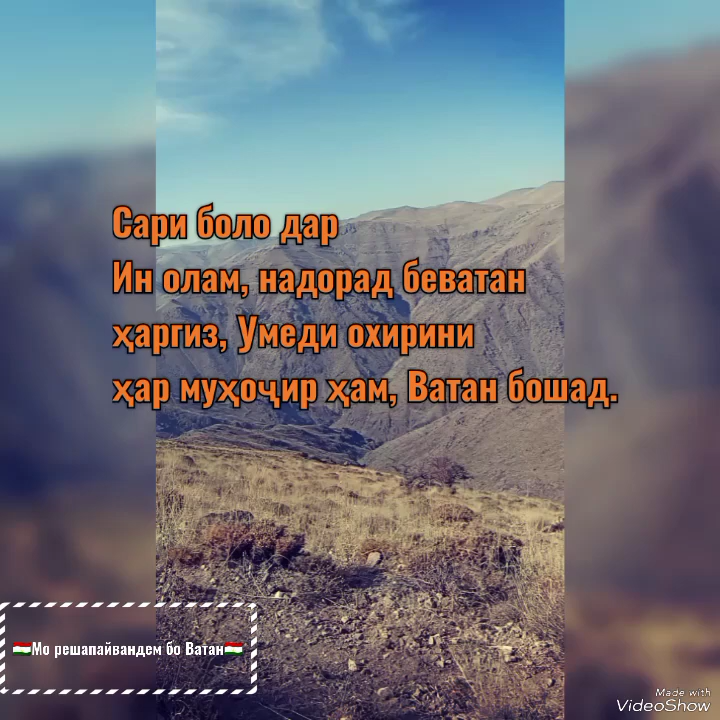 Сари боло дар
Ин олам, надорад беватан
ҳаргиз, Умеди охирини
ҳар муҳоҷир ҳам, Ватан бошад.
🇹🇯Мо решапайвандем бо Ватан🇹🇯
Made with
VideoShow